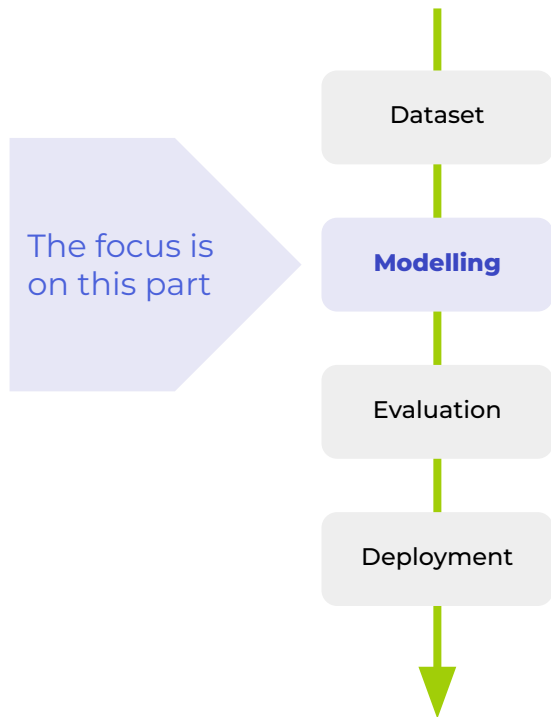 Dataset
The focus is
on this part
Modelling
Evaluation
Deployment